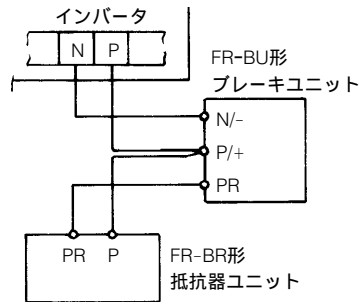 インバータ
N P
FR-BU形
ブレーキユニット
N/-
P/+
PR
PR P
FR-BR形
抵抗器ユニット